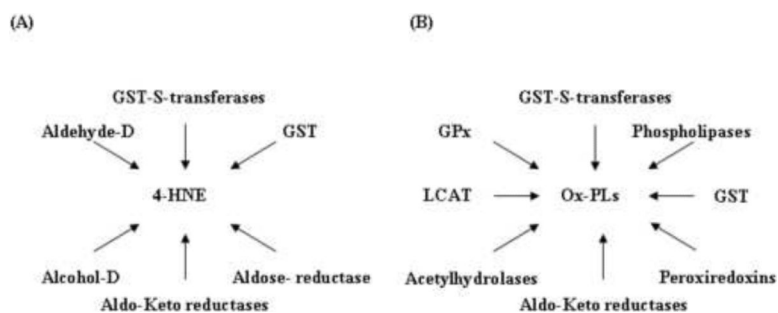 (A)
(B)
GST-S-transferases
GST-S-transferases
Aldehyde-D
GST
GPx
Phospholipases
4-HNE
LCAT
Ox-PLs
GST
Alcohol-D
Aldose- reductase
Acetylhydrolases
Peroxiredoxins
Aldo-Keto reductases
Aldo-Keto reductases